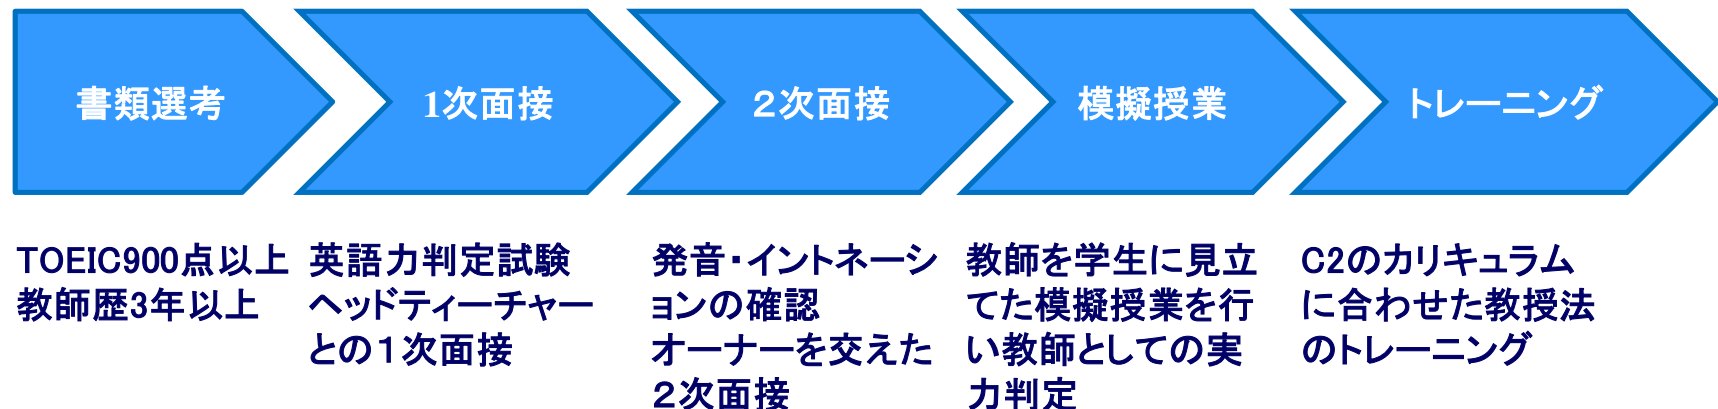 書類選考
1次面接
２次面接
模擬授業
トレーニング
TOEIC900点以上
教師歴3年以上
英語力判定試験
ヘッドティーチャー
との１次面接
発音・イントネーシ
ョンの確認
オーナーを交えた
２次面接
教師を学生に見立
てた模擬授業を行
い教師としての実
力判定
C2のカリキュラム
に合わせた教授法
のトレーニング